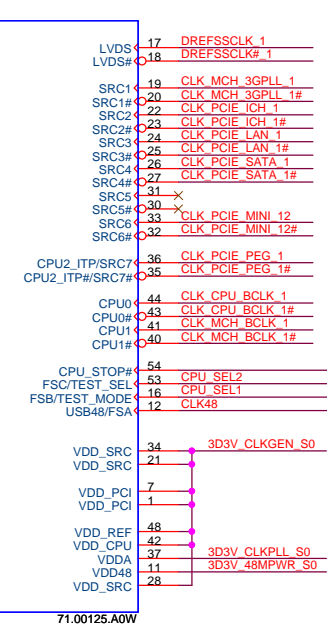 LVDS 17 DREFSSCLK_1
LVDS# 18 DREFSSCLK#_1
SRC1 19 CLK_MCH_3GPLL_1
SRC1# 20 CLK_MCH_3GPLL_1#
SRC2 22 CLK_PCIE_ICH_1
SRC2# 23 CLK_PCIE_ICH_1#
SRC3 24 CLK_PCIE_LAN_1
SRC3# 25 CLK_PCIE_LAN_1#
SRC4 26 CLK_PCIE_SATA_1
SRC4# 27 CLK_PCIE_SATA_1#
SRC5 31
SRC5# 30
SRC6 33 CLK_PCIE_MINI_12
SRC6# 32 CLK_PCIE_MINI_12#
CPU2_ITP/SRC7 36 CLK_PCIE_PEG_1
CPU2_ITP#/SRC7# 35 CLK_PCIE_PEG_1#
CPU0 44 CLK_CPU_BCLK_1
CPU0# 43 CLK_CPU_BCLK_1#
CPU1 41 CLK_MCH_BCLK_1
CPU1# 40 CLK_MCH_BCLK_1#
CPU_STOP# 54
FSC/TEST_SEL 53 CPU_SEL2
FSB/TEST_MODE 16 CPU_SEL1
USB48/FSA 12 CLK48
VDD_SRC 34 3D3V_CLKGEN_S0
VDD_SRC 21
VDD_PCI 7
VDD_PCI 1
VDD_REF 48
VDD_CPU 42
VDDA 37 3D3V_CLKPLL_S0
VDD48 11 3D3V_48MPWR_S0
VDD_SRC 28
71.00125.A0W